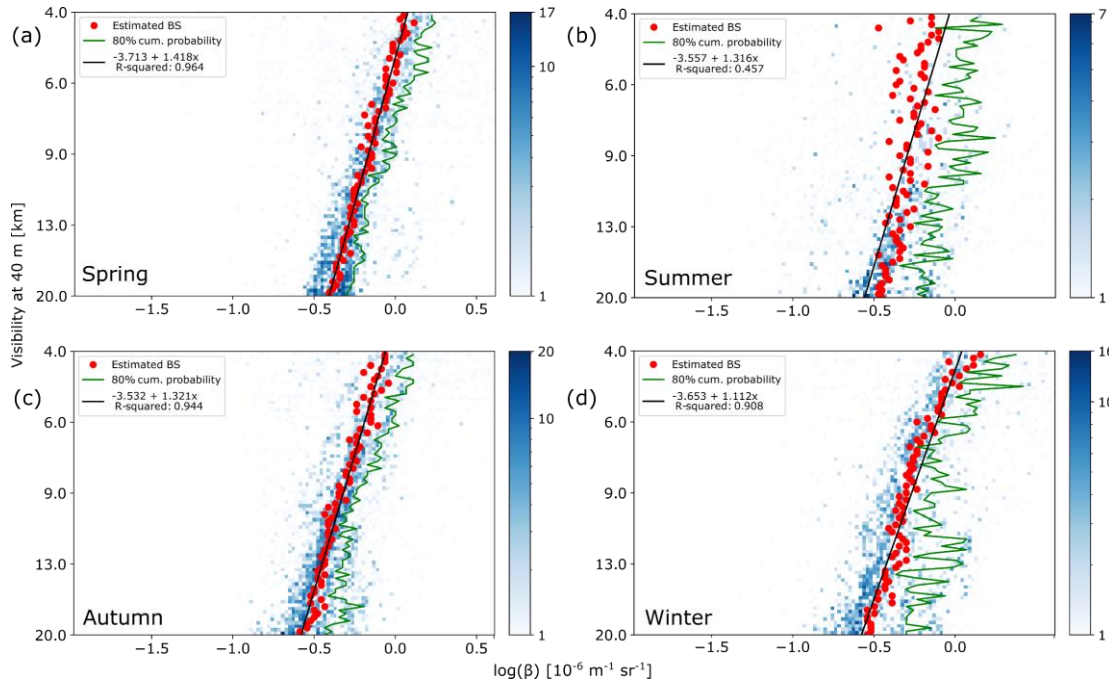 (a)
Estimated BS
80% cum. probability
-3.713 + 1.418x
R-squared: 0.964
4.0
6.0
9.0
13.0
20.0
Spring
−1.5 −1.0 −0.5 0.0 0.5
17
10
1
(b)
Estimated BS
80% cum. probability
-3.557 + 1.316x
R-squared: 0.457
4.0
6.0
9.0
13.0
20.0
Summer
−1.5 −1.0 −0.5 0.0
7
1
Visibility at 40 m [km]
(c)
Estimated BS
80% cum. probability
-3.532 + 1.321x
R-squared: 0.944
4.0
6.0
9.0
13.0
20.0
Autumn
−1.5 −1.0 −0.5 0.0 0.5
20
10
1
(d)
Estimated BS
80% cum. probability
-3.653 + 1.112x
R-squared: 0.908
4.0
6.0
9.0
13.0
20.0
Winter
−1.5 −1.0 −0.5 0.0
16
10
1
log(β) [10⁻⁶ m⁻¹ sr⁻¹]